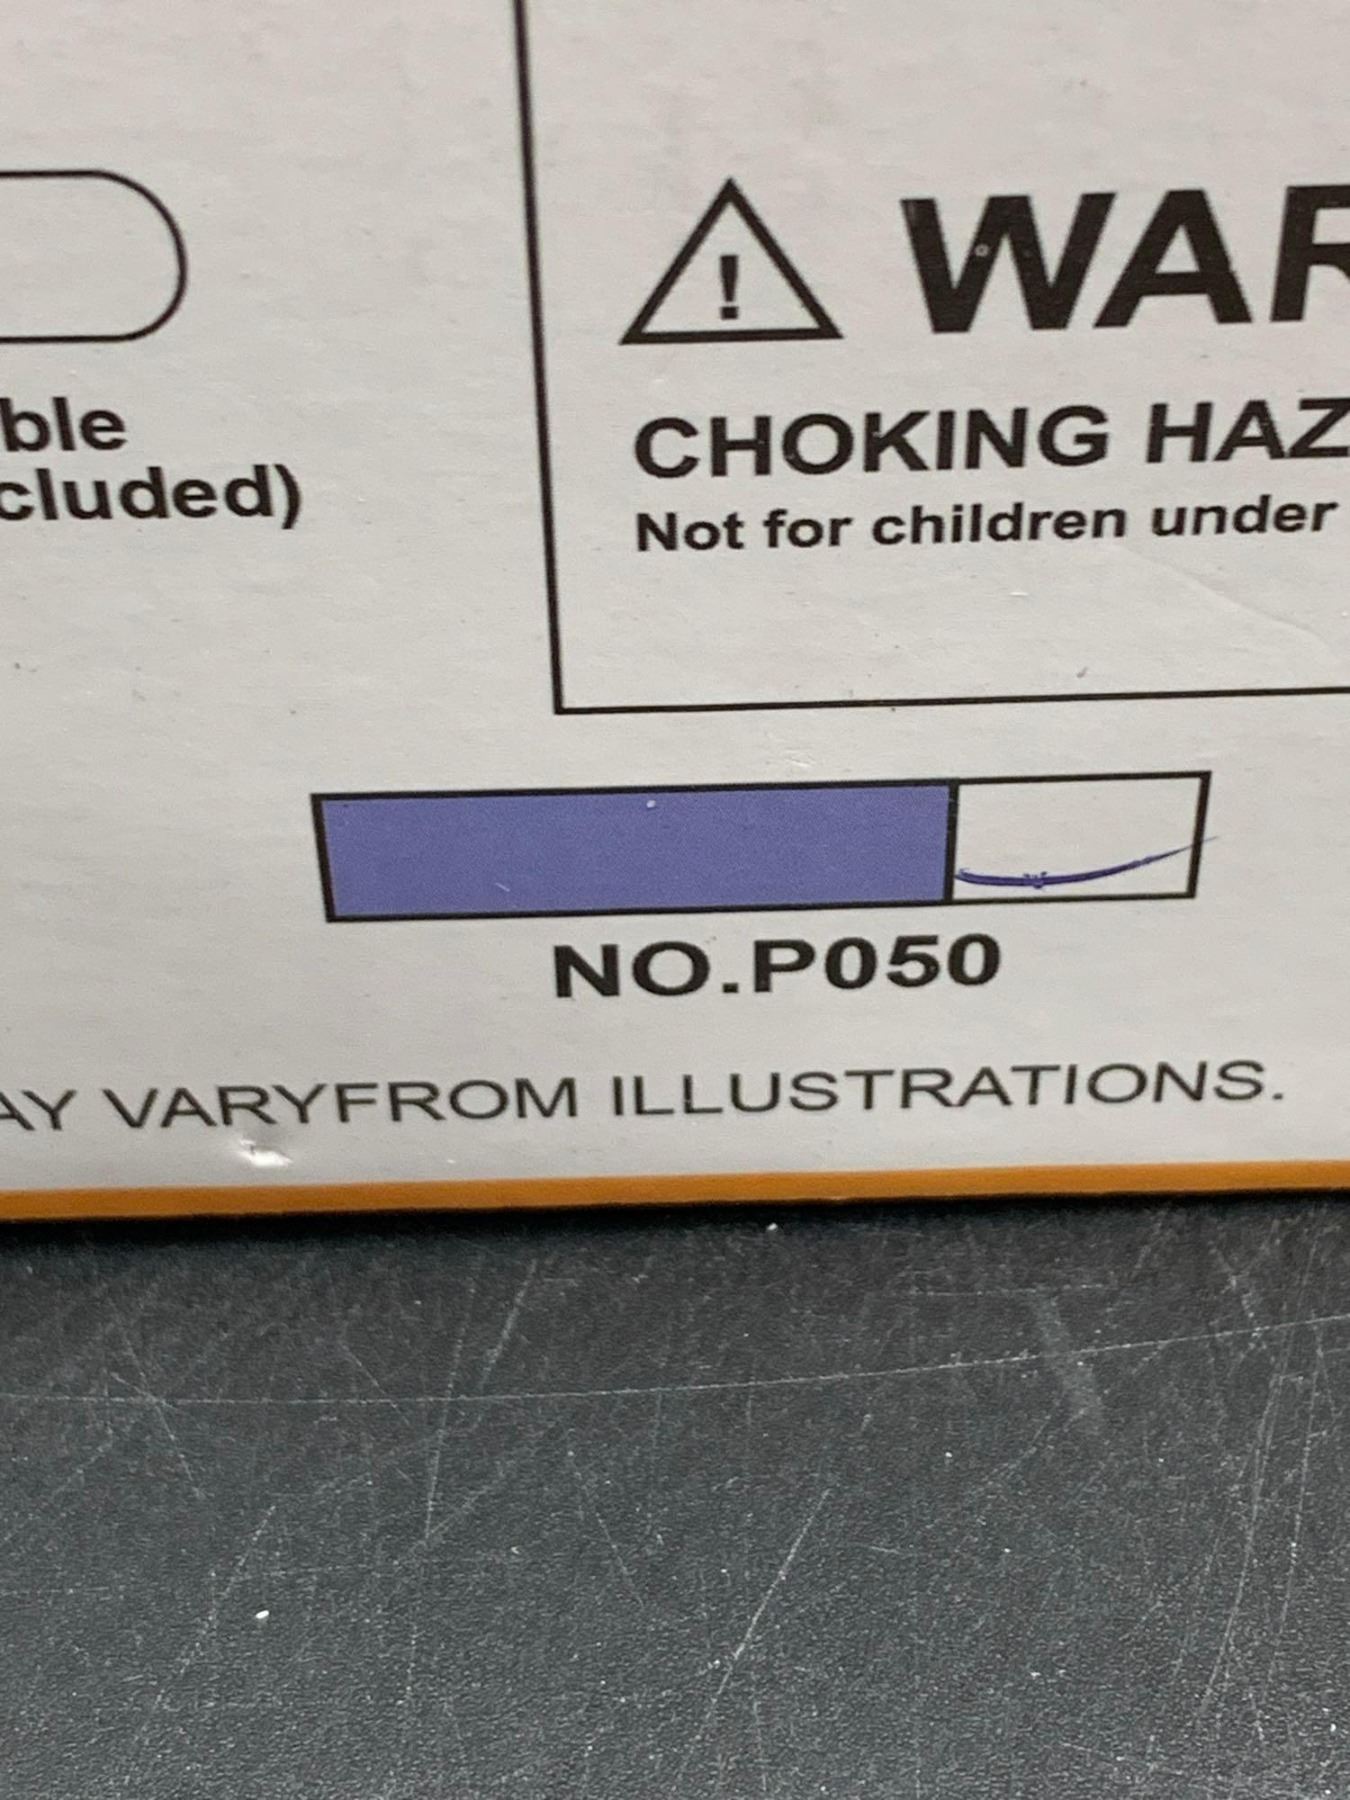 ! WAR
ble
cluded)
CHOKING HAZ
Not for children under
NO.P050
AY VARYFROM ILLUSTRATIONS.